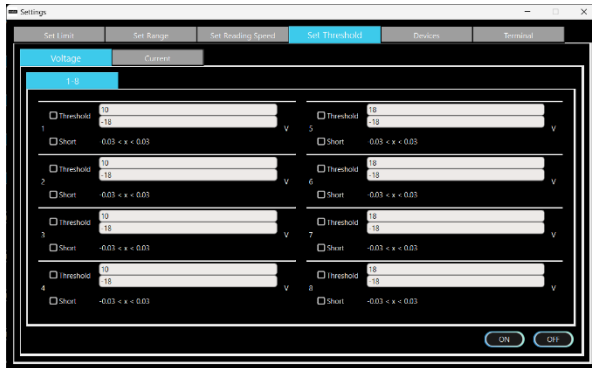 Settings
Set Limit Set Range Set Reading Speed Set Threshold Devices Terminal
Voltage Current
1-8
1 Threshold 10 -18 V
Short -0.03 < x < 0.03
2 Threshold 10 -18 V
Short -0.03 < x < 0.03
3 Threshold 10 -18 V
Short -0.03 < x < 0.03
4 Threshold 10 -18 V
Short -0.03 < x < 0.03
5 Threshold 18 -18 V
Short -0.03 < x < 0.03
6 Threshold 18 -18 V
Short -0.03 < x < 0.03
7 Threshold 18 -18 V
Short -0.03 < x < 0.03
8 Threshold 18 -18 V
Short -0.03 < x < 0.03
ON OFF